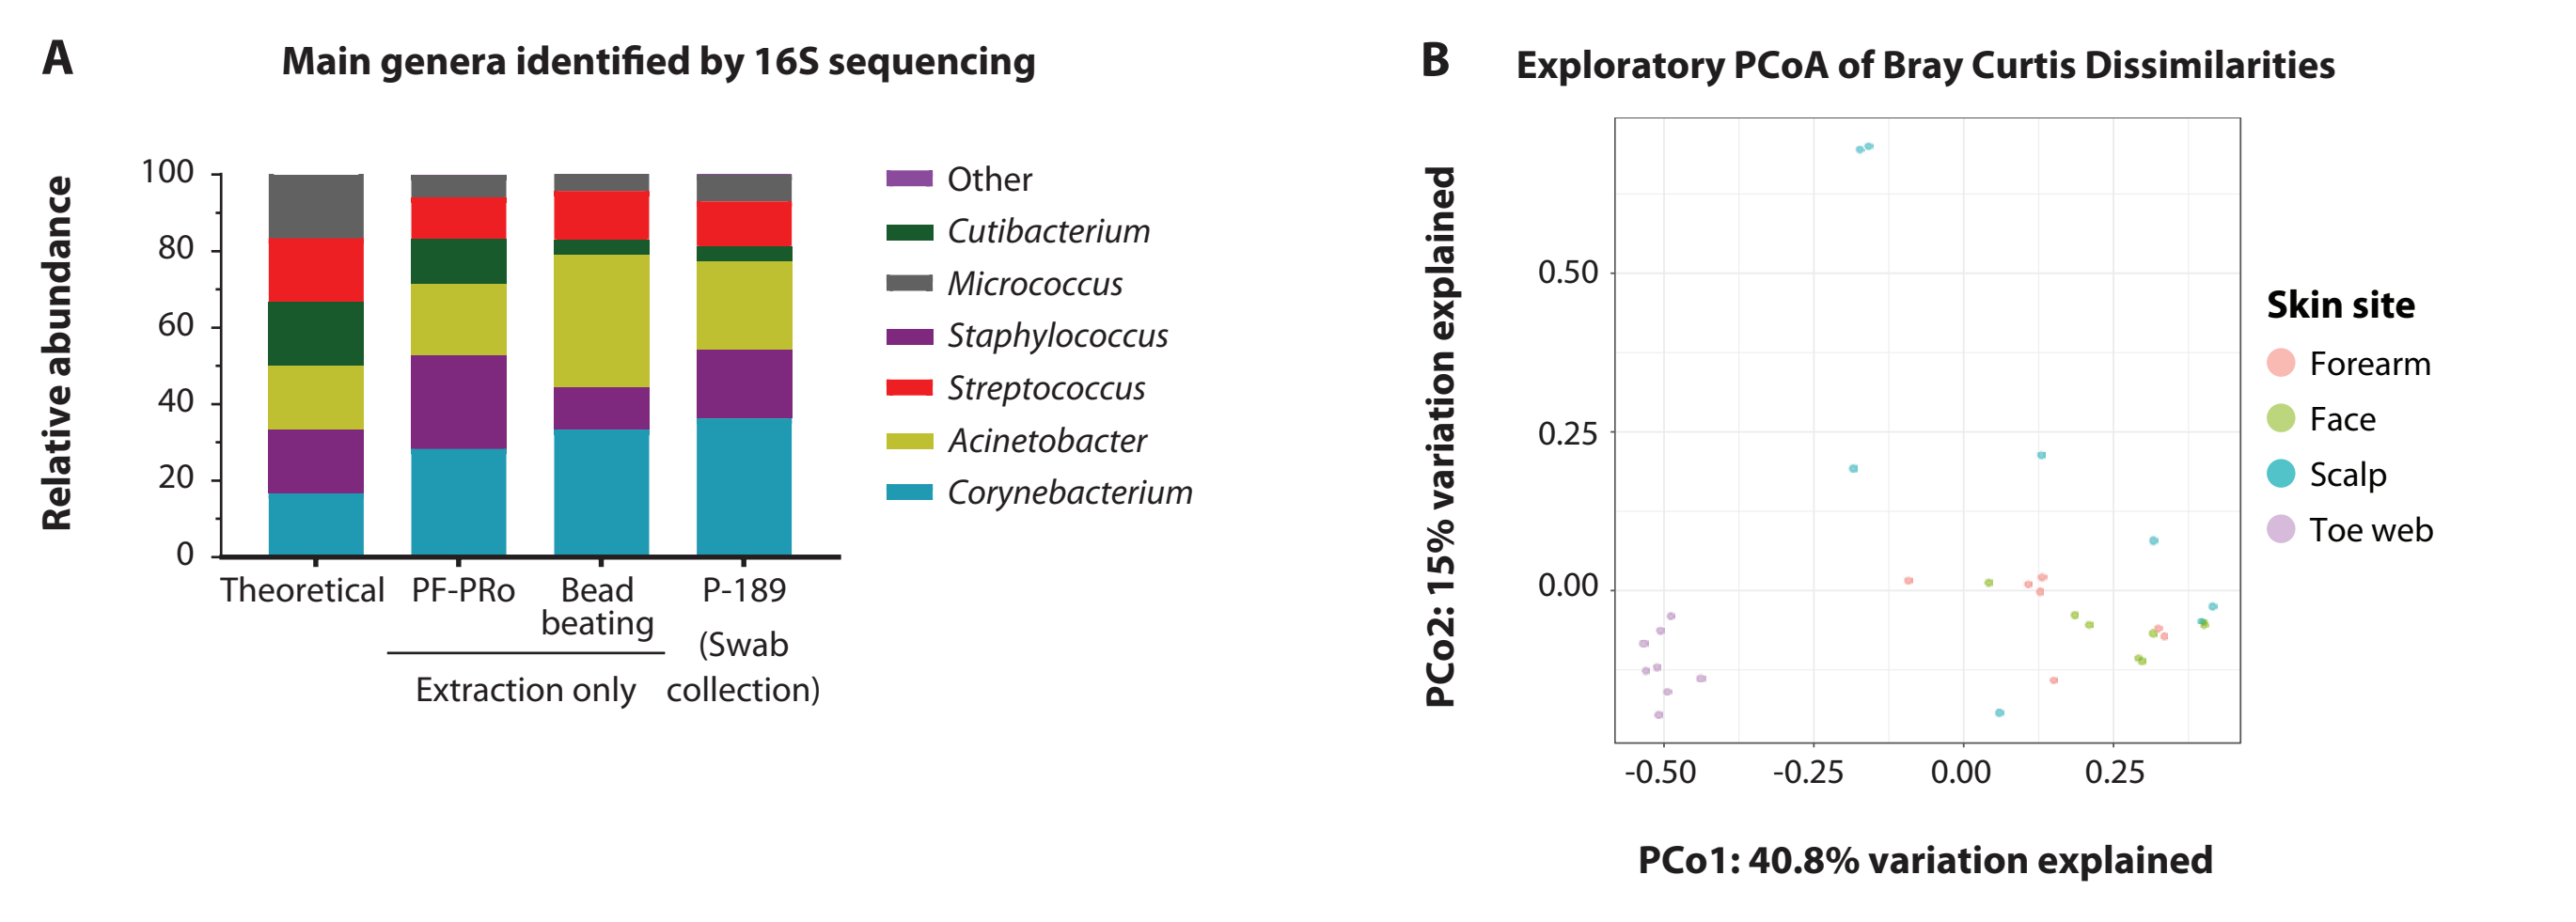 A
Main genera identified by 16S sequencing
Relative abundance
100
80
60
40
20
0
Theoretical
PF-PRo
Bead
beating
P-189
(Swab
collection)
Extraction only
Other
Cutibacterium
Micrococcus
Staphylococcus
Streptococcus
Acinetobacter
Corynebacterium
B
Exploratory PCoA of Bray Curtis Dissimilarities
PCo2: 15% variation explained
0.50
0.25
0.00
-0.50
-0.25
0.00
0.25
PCo1: 40.8% variation explained
Skin site
Forearm
Face
Scalp
Toe web